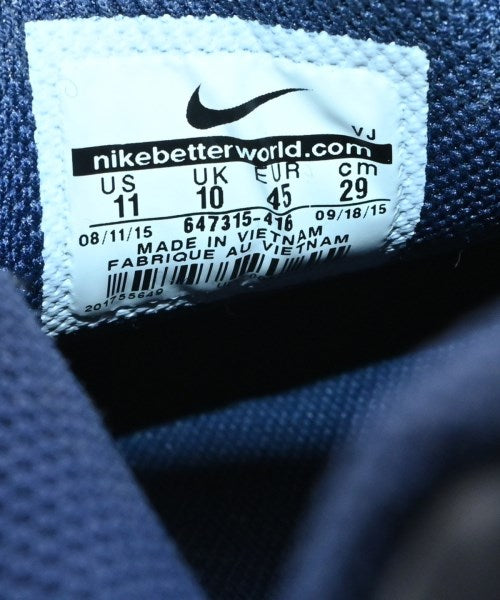 VJ
nikebetterworld.com
US UK EUR cm
11 10 45 29
08/11/15 647315-416 09/18/15
MADE IN VIETNAM
FABRIQUE AU VIETNAM